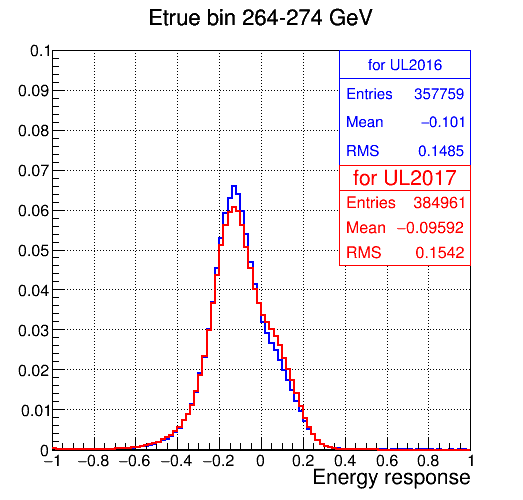 Etrue bin 264-274 GeV
for UL2016
Entries 357759
Mean −0.101
RMS 0.1485
for UL2017
Entries 384961
Mean −0.09592
RMS 0.1542
0.1
0.09
0.08
0.07
0.06
0.05
0.04
0.03
0.02
0.01
0
−1 −0.8 −0.6 −0.4 −0.2 0 0.2 0.4 0.6 0.8 1
Energy response